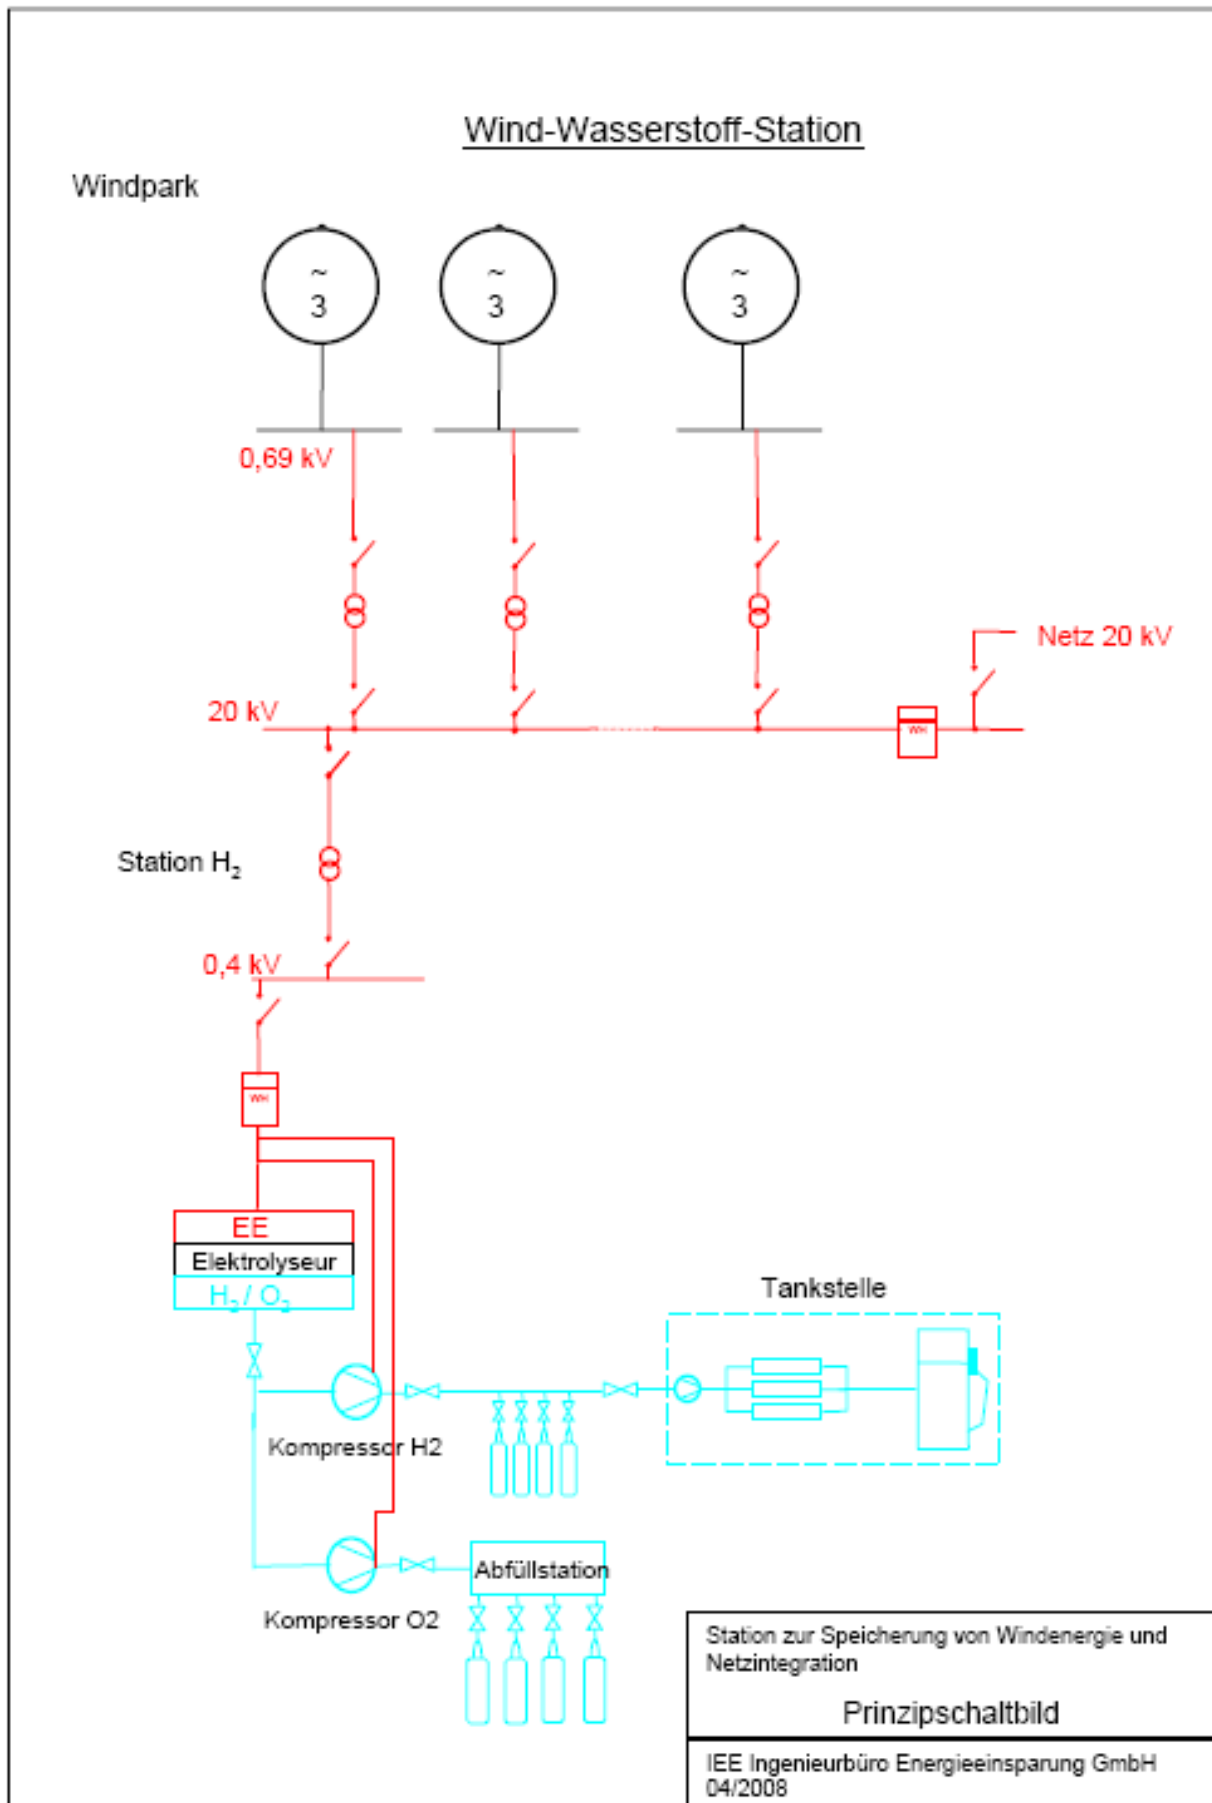 Wind-Wasserstoff-Station
Windpark
~
3
~
3
~
3
0,69 kV
Netz 20 kV
20 kV
WH
Station H₂
0,4 kV
WH
EE
Elektrolyseur
H₂ / O₂
Tankstelle
Kompressor H2
Abfüllstation
Kompressor O2
Station zur Speicherung von Windenergie und
Netzintegration
Prinzipschaltbild
IEE Ingenieurbüro Energieeinsparung GmbH
04/2008